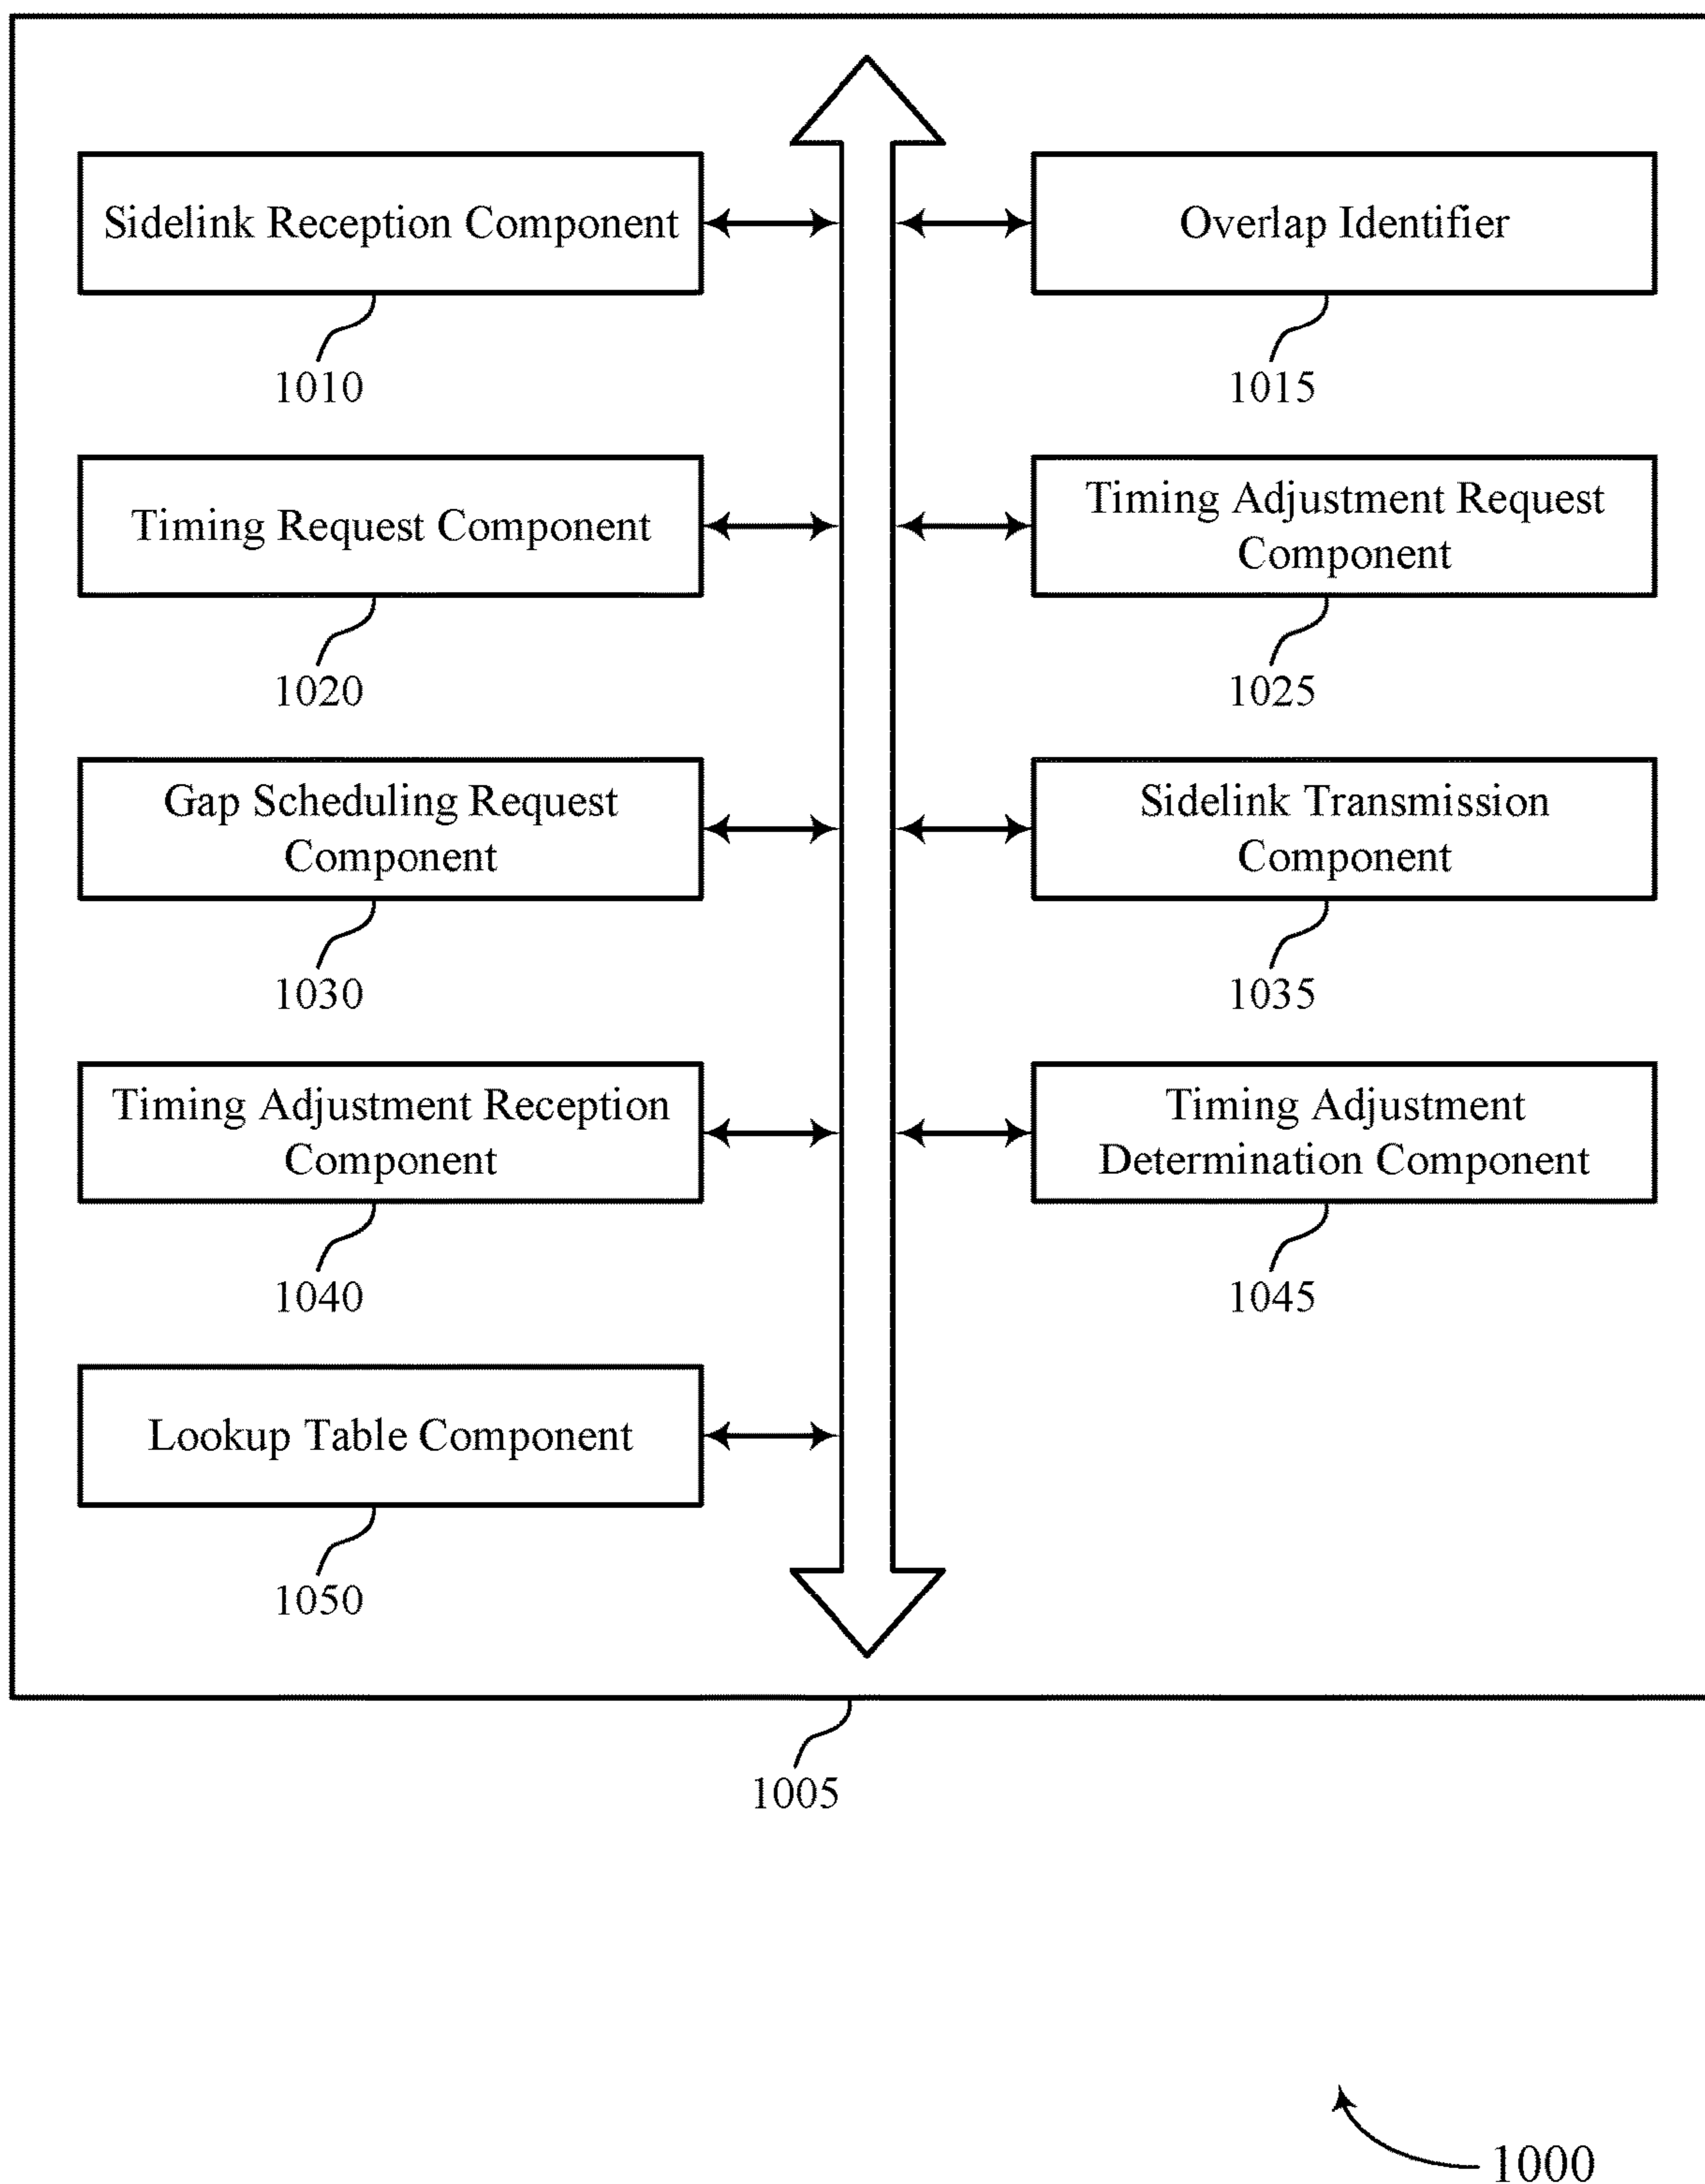 Sidelink Reception Component
Overlap Identifier
1010
1015
Timing Request Component
Timing Adjustment Request
Component
1020
1025
Gap Scheduling Request
Component
Sidelink Transmission
Component
1030
1035
Timing Adjustment Reception
Component
Timing Adjustment
Determination Component
1040
1045
Lookup Table Component
1050
1005
1000